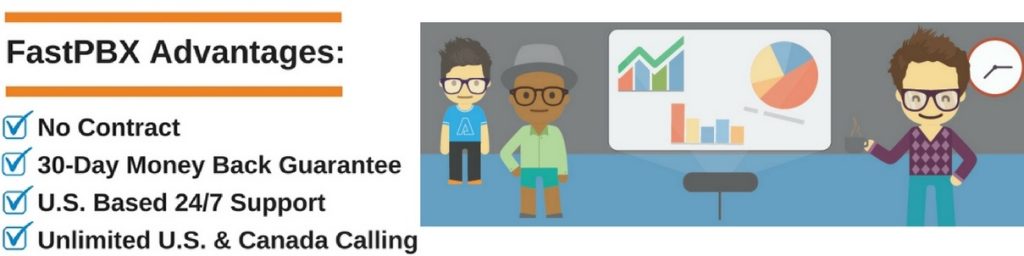 FastPBX Advantages:
No Contract
30-Day Money Back Guarantee
U.S. Based 24/7 Support
Unlimited U.S. & Canada Calling
A